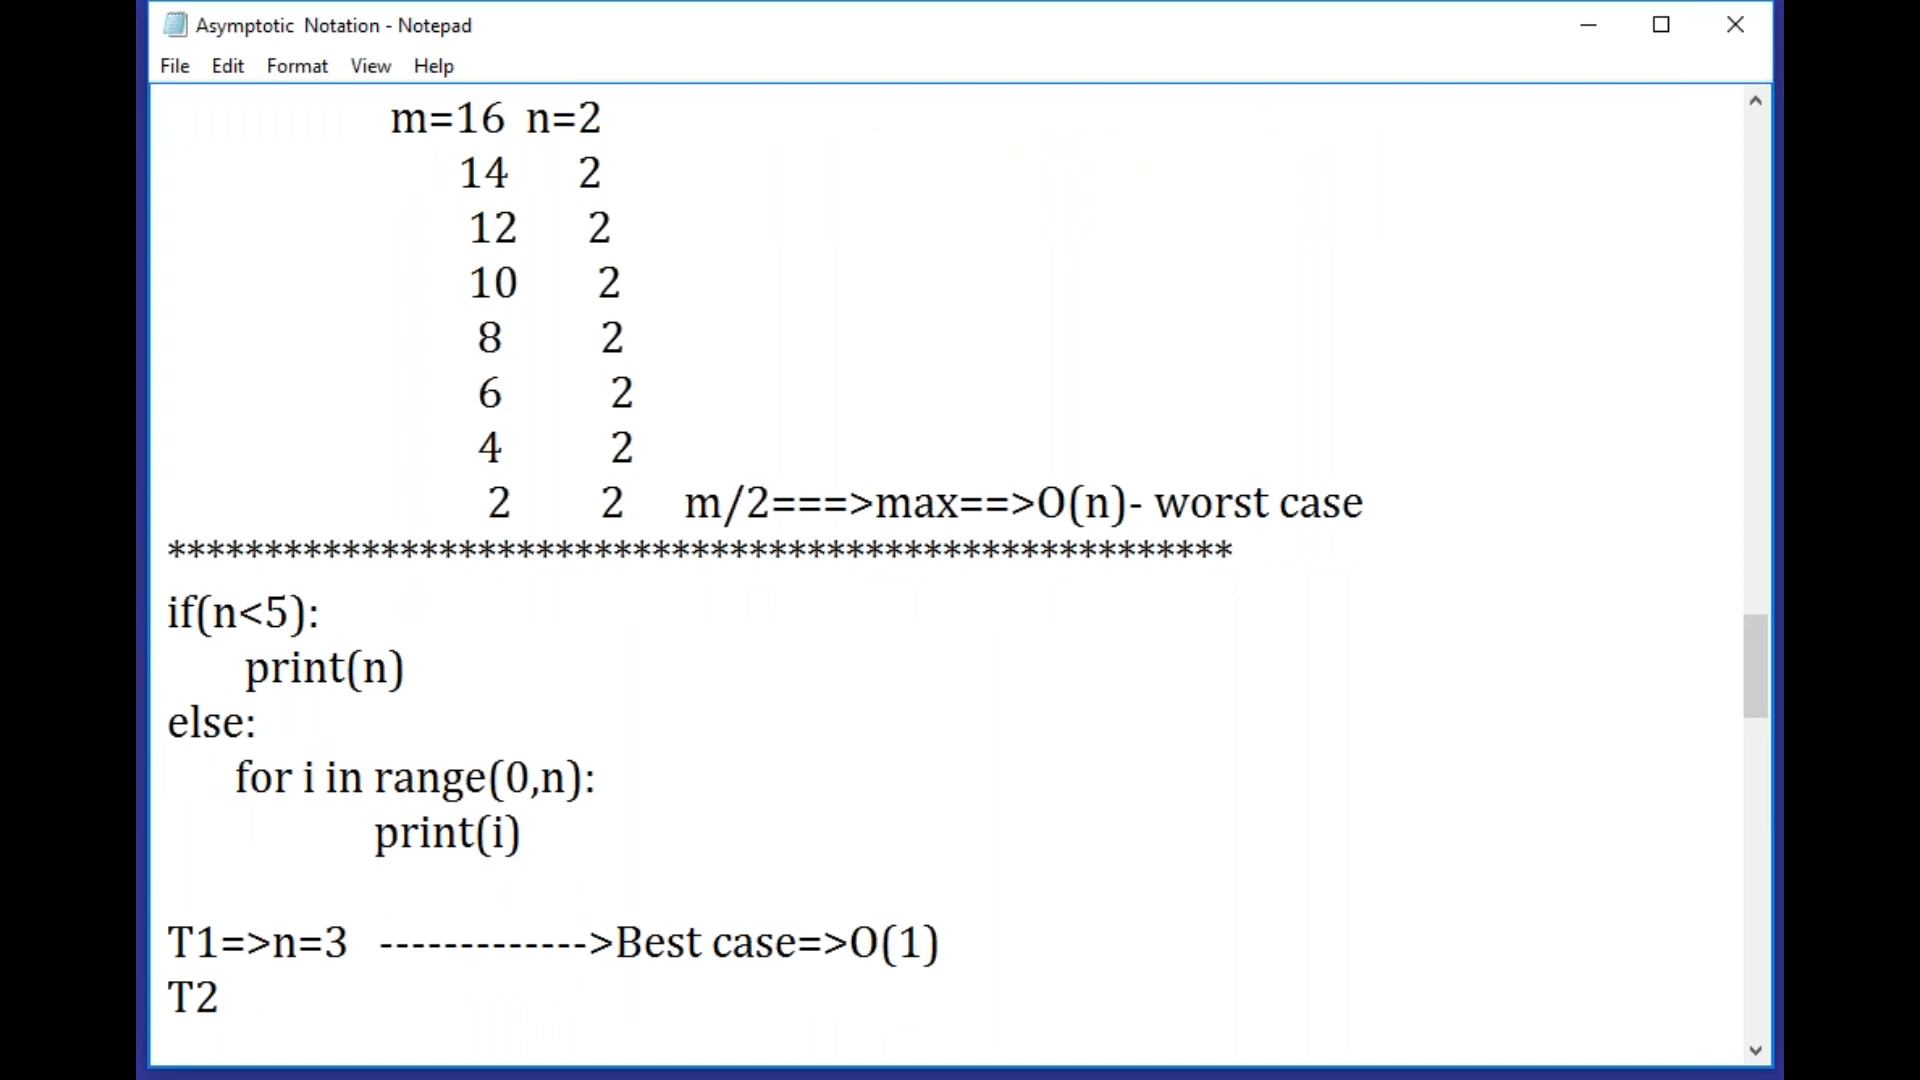 Asymptotic  Notation - Notepad
File Edit Format View Help
m=16 n=2
14 2
12 2
10 2
8 2
6 2
4 2
2 2 m/2===>max==>O(n)- worst case
*******************************************************
if(n<5):
print(n)
else:
for i in range(0,n):
print(i)
T1=>n=3 ------------->Best case=>O(1)
T2